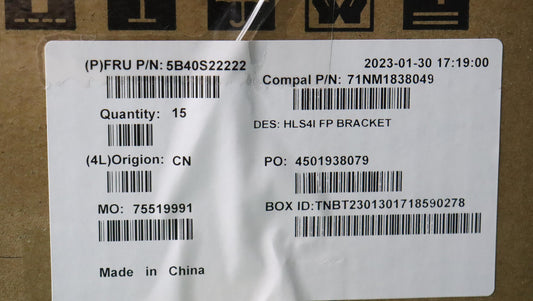 (P)FRU P/N: 5B40S22222
2023-01-30 17:19:00
Compal P/N: 71NM1838049
Quantity: 15
DES: HLS4I FP BRACKET
(4L)Origion: CN
PO: 4501938079
MO: 75519991
BOX ID:TNBT2301301718590278
Made in China